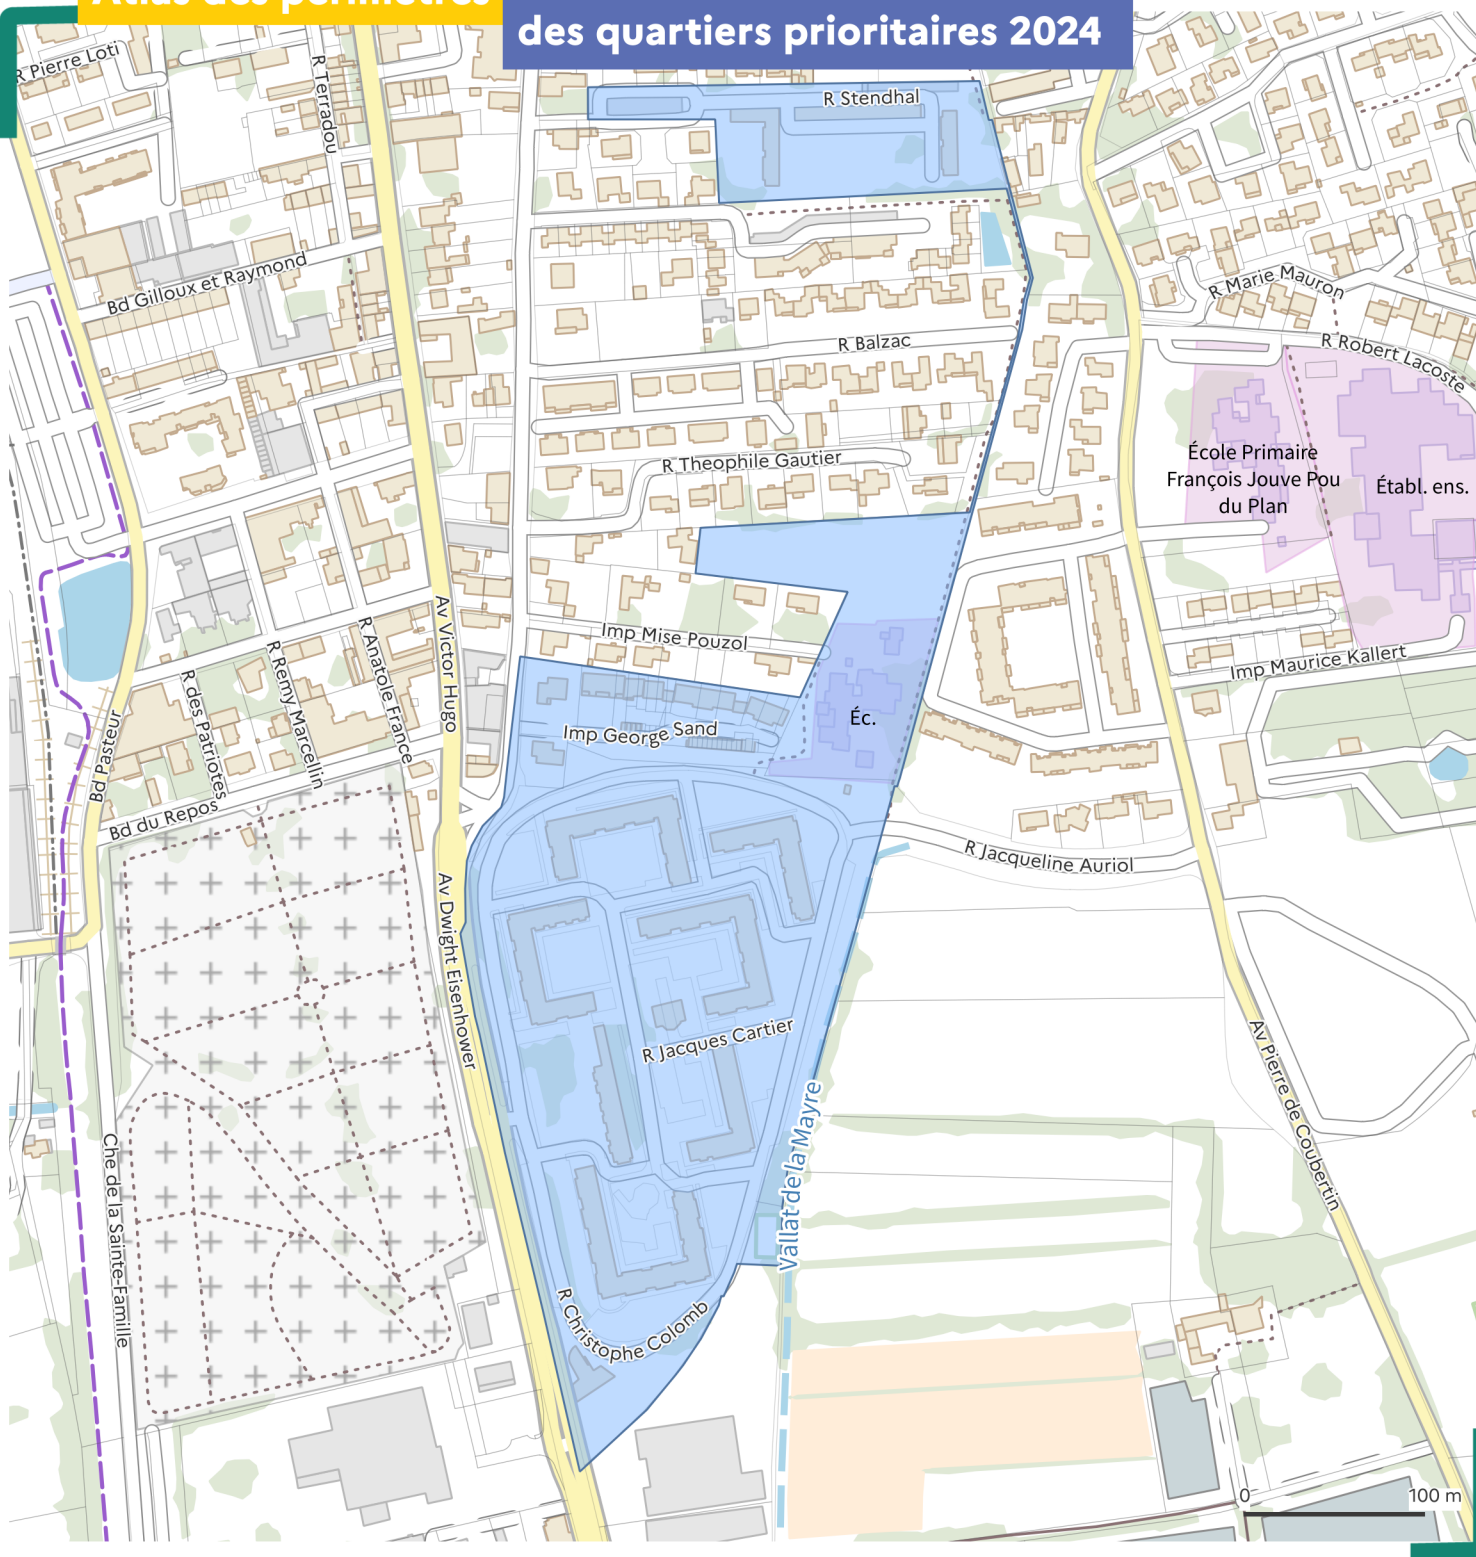 Atlas des périmètres
des quartiers prioritaires 2024
R Pierre Loti
R Terradou
R Stendhal
Bd Gilloux et Raymond
R Marie Mauron
R Balzac
R Robert Lacoste
École Primaire
François Jouve Pou
du Plan
Établ. ens.
R Theophile Gautier
Av Victor Hugo
Imp Mise Pouzol
R Anatole France
R Remy Marcellin
R des Patriotes
Imp Maurice Kallert
Bd Pasteur
Imp George Sand
Éc.
Bd du Repos
R Jacqueline Auriol
Av Dwight Eisenhower
R Jacques Cartier
Av Pierre de Coubertin
Vallat de la Mayre
Che de la Sainte-Famille
R Christophe Colomb
0
100 m